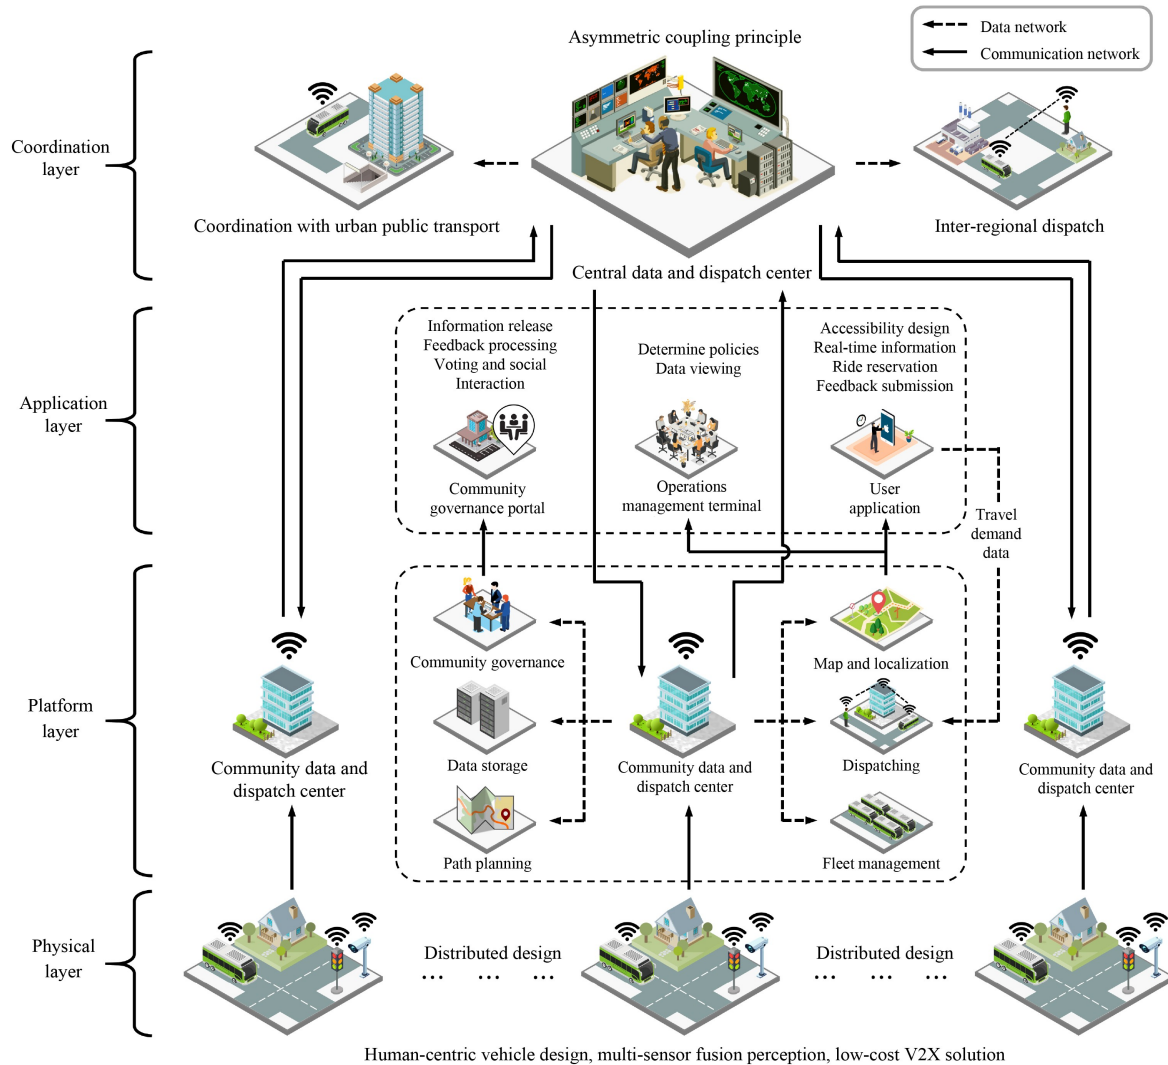 Data network
Communication network
Asymmetric coupling principle
Coordination
layer
Coordination with urban public transport
Inter-regional dispatch
Central data and dispatch center
Application
layer
Information release
Feedback processing
Voting and social
Interaction
Determine policies
Data viewing
Accessibility design
Real-time information
Ride reservation
Feedback submission
Community
governance portal
Operations
management terminal
User
application
Travel
demand
data
Platform
layer
Community governance
Map and localization
Data storage
Dispatching
Path planning
Fleet management
Community data and
dispatch center
Community data and
dispatch center
Community data and
dispatch center
Physical
layer
Distributed design
... ... ...
Distributed design
... ... ...
Human-centric vehicle design, multi-sensor fusion perception, low-cost V2X solution